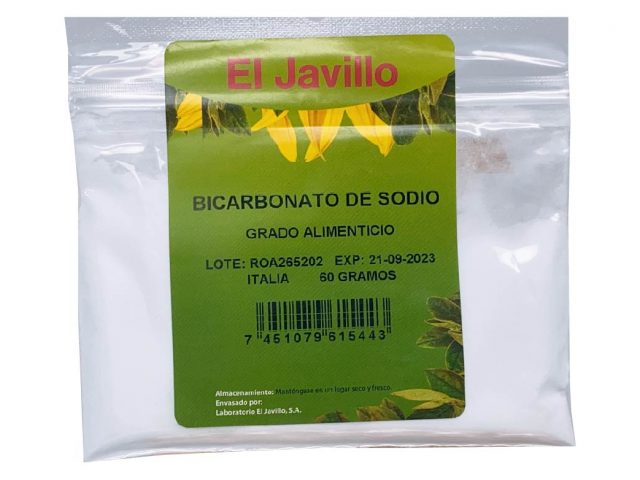 El Javillo
BICARBONATO DE SODIO
GRADO ALIMENTICIO
LOTE: ROA265202 EXP: 21-09-2023
ITALIA 60 GRAMOS
7 451079 615443
Almacenamiento: Manténgase en un lugar seco y fresco.
Envasado por:
Laboratorio El Javillo, S.A.